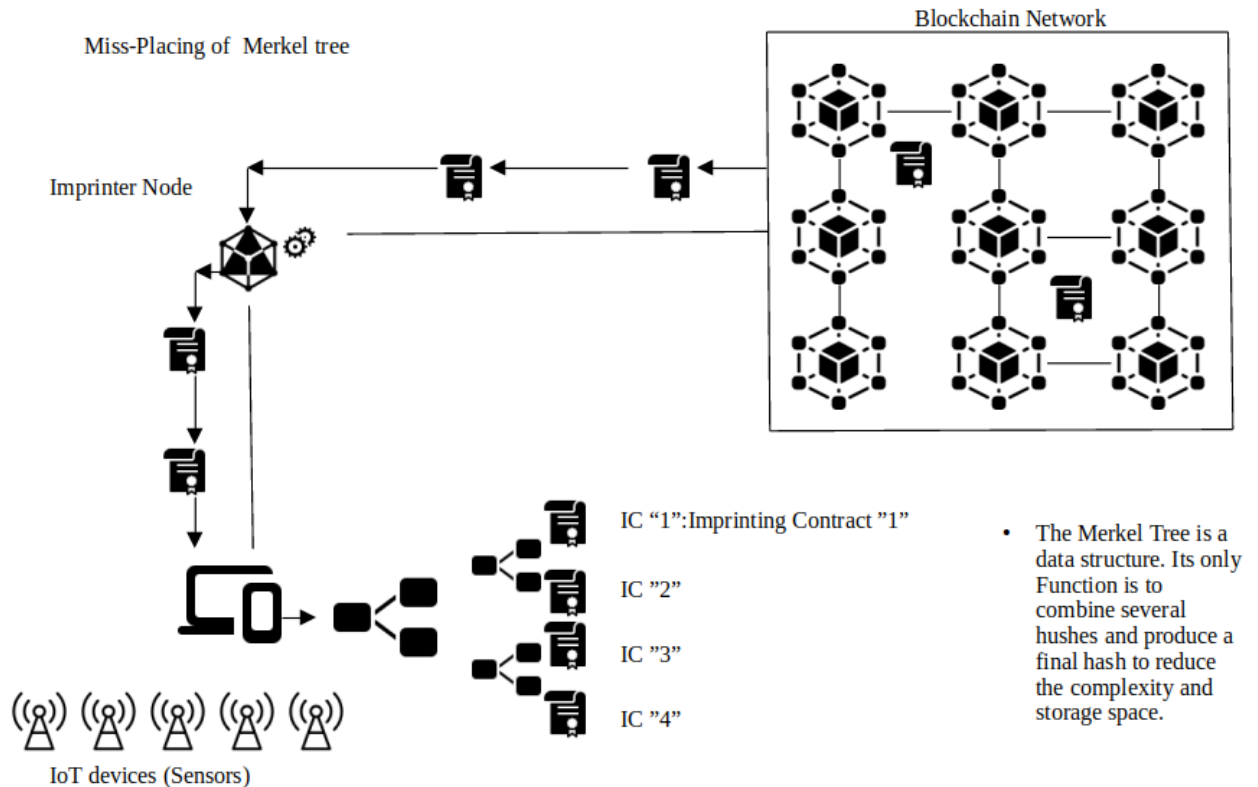 Blockchain Network
Miss-Placing of  Merkel tree
Imprinter Node
IC “1”:Imprinting Contract ”1”
IC ”2”
IC ”3”
IC ”4”
• The Merkel Tree is a
data structure. Its only
Function is to
combine several
hushes and produce a
final hash to reduce
the complexity and
storage space.
IoT devices (Sensors)